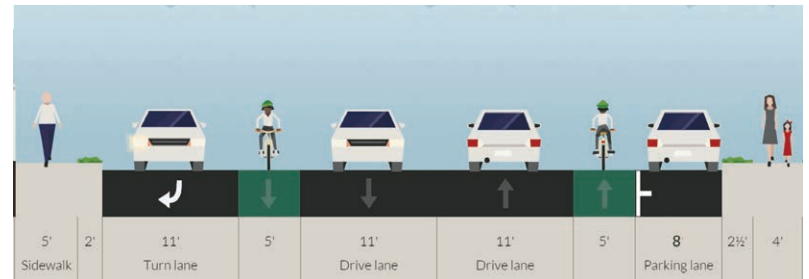 5' 2' 11' 5' 11' 11' 5' 8' 2½' 4'
Sidewalk Turn lane Drive lane Drive lane Parking lane